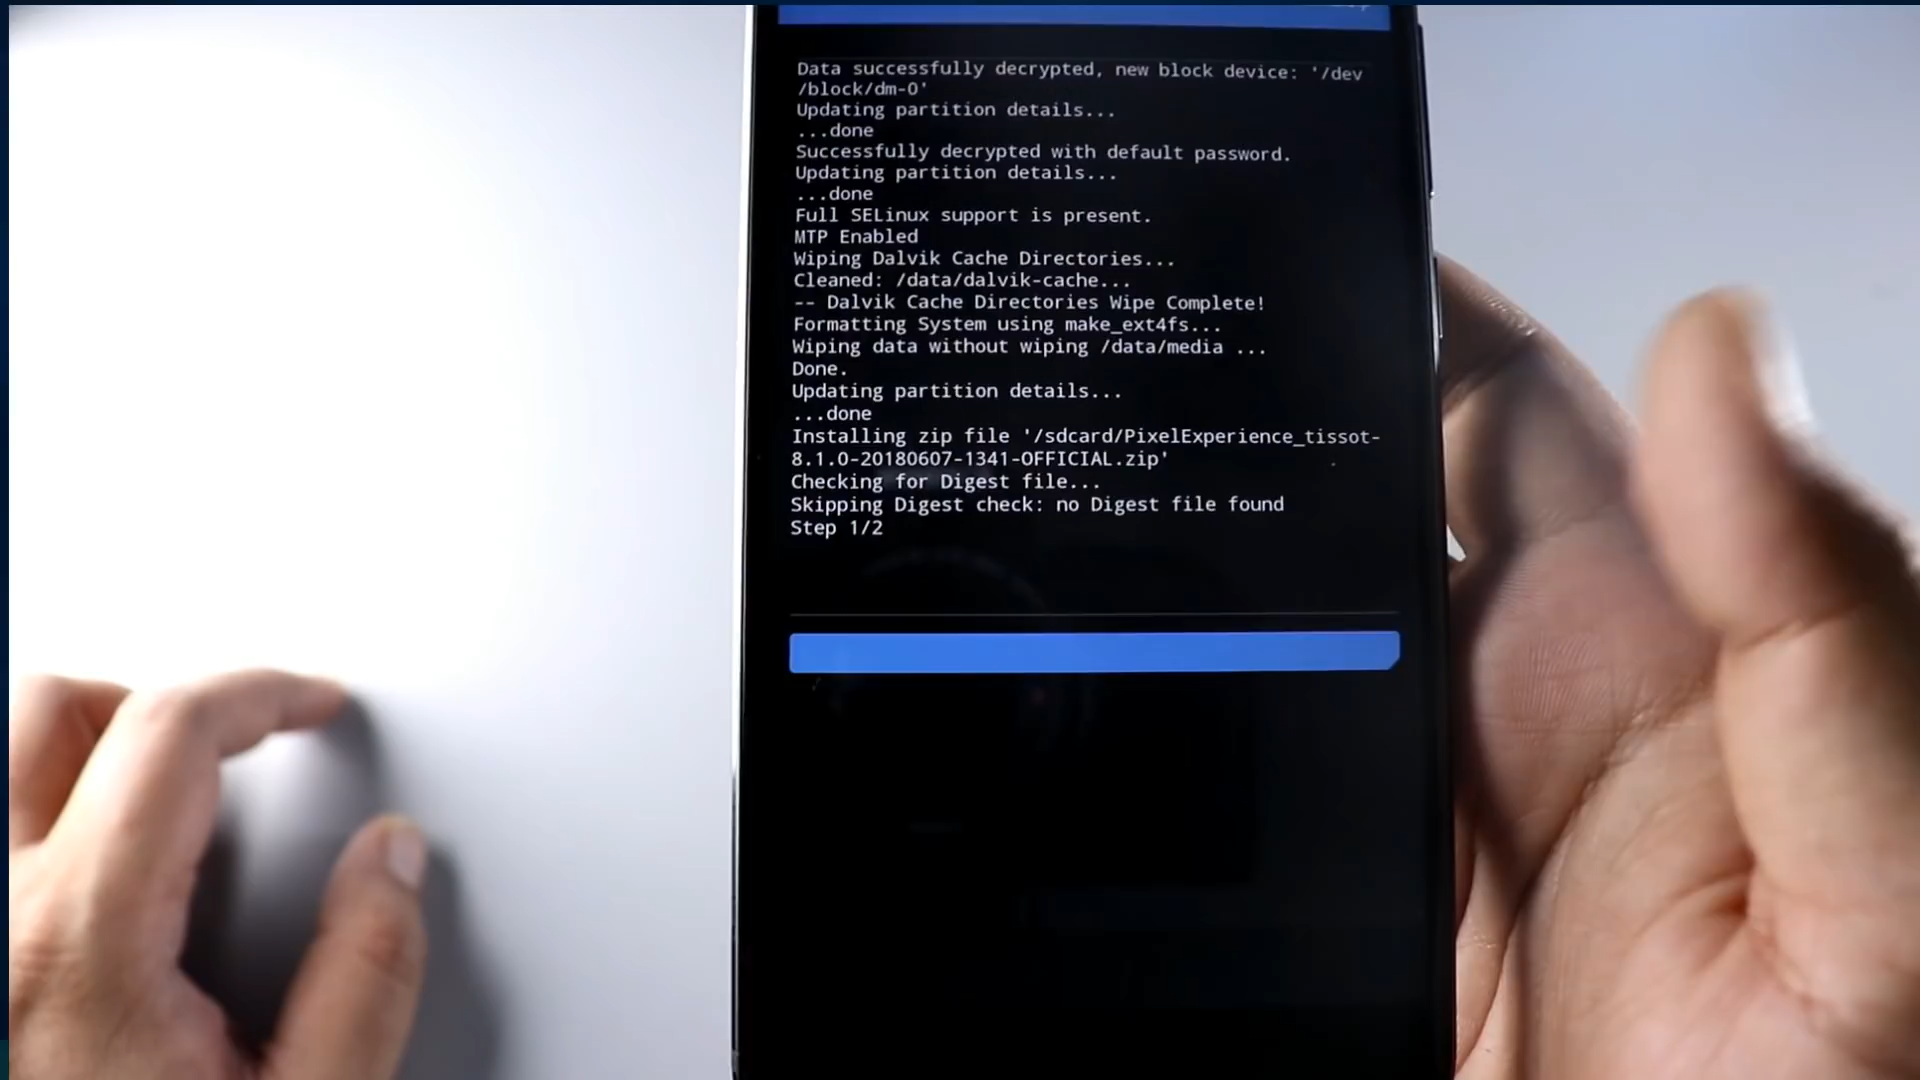 Data successfully decrypted, new block device: '/dev
/block/dm-0'
Updating partition details...
...done
Successfully decrypted with default password.
Updating partition details...
...done
Full SELinux support is present.
MTP Enabled
Wiping Dalvik Cache Directories...
Cleaned: /data/dalvik-cache...
-- Dalvik Cache Directories Wipe Complete!
Formatting System using make_ext4fs...
Wiping data without wiping /data/media ...
Done.
Updating partition details...
...done
Installing zip file '/sdcard/PixelExperience_tissot-
8.1.0-20180607-1341-OFFICIAL.zip'
Checking for Digest file...
Skipping Digest check: no Digest file found
Step 1/2